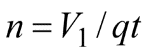 n = V₁ / qt